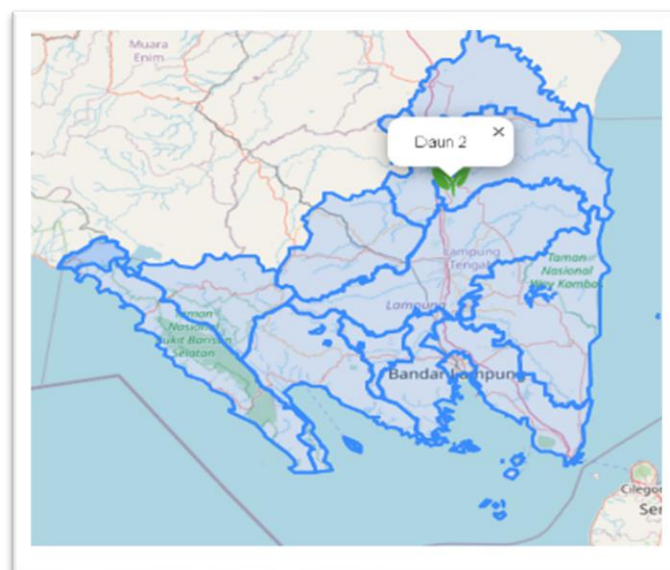 Muara
Enim
Daun 2
×
Lampung
Tengah
Taman
Nasional
Way Kambas
Lampung
Taman
Nasional
Bukit Barisan
Selatan
Bandar Lampung
Cilegon
Ser